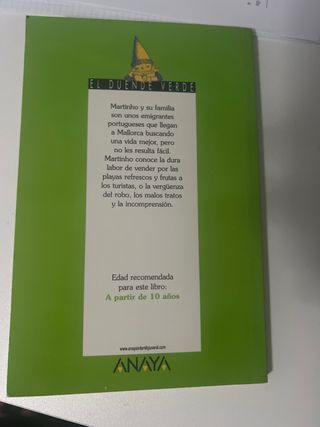 EL DUENDE VERDE
Martinho y su familia
son unos emigrantes
portugueses que llegan
a Mallorca buscando
una vida mejor, pero
no les resulta fácil.
Martinho conoce la dura
labor de vender por las
playas refrescos y frutas a
los turistas, o la vergüenza
del robo, los malos tratos
y la incomprensión.
Edad recomendada
para este libro:
A partir de 10 años
www.anayainfantilyjuvenil.com
ANAYA